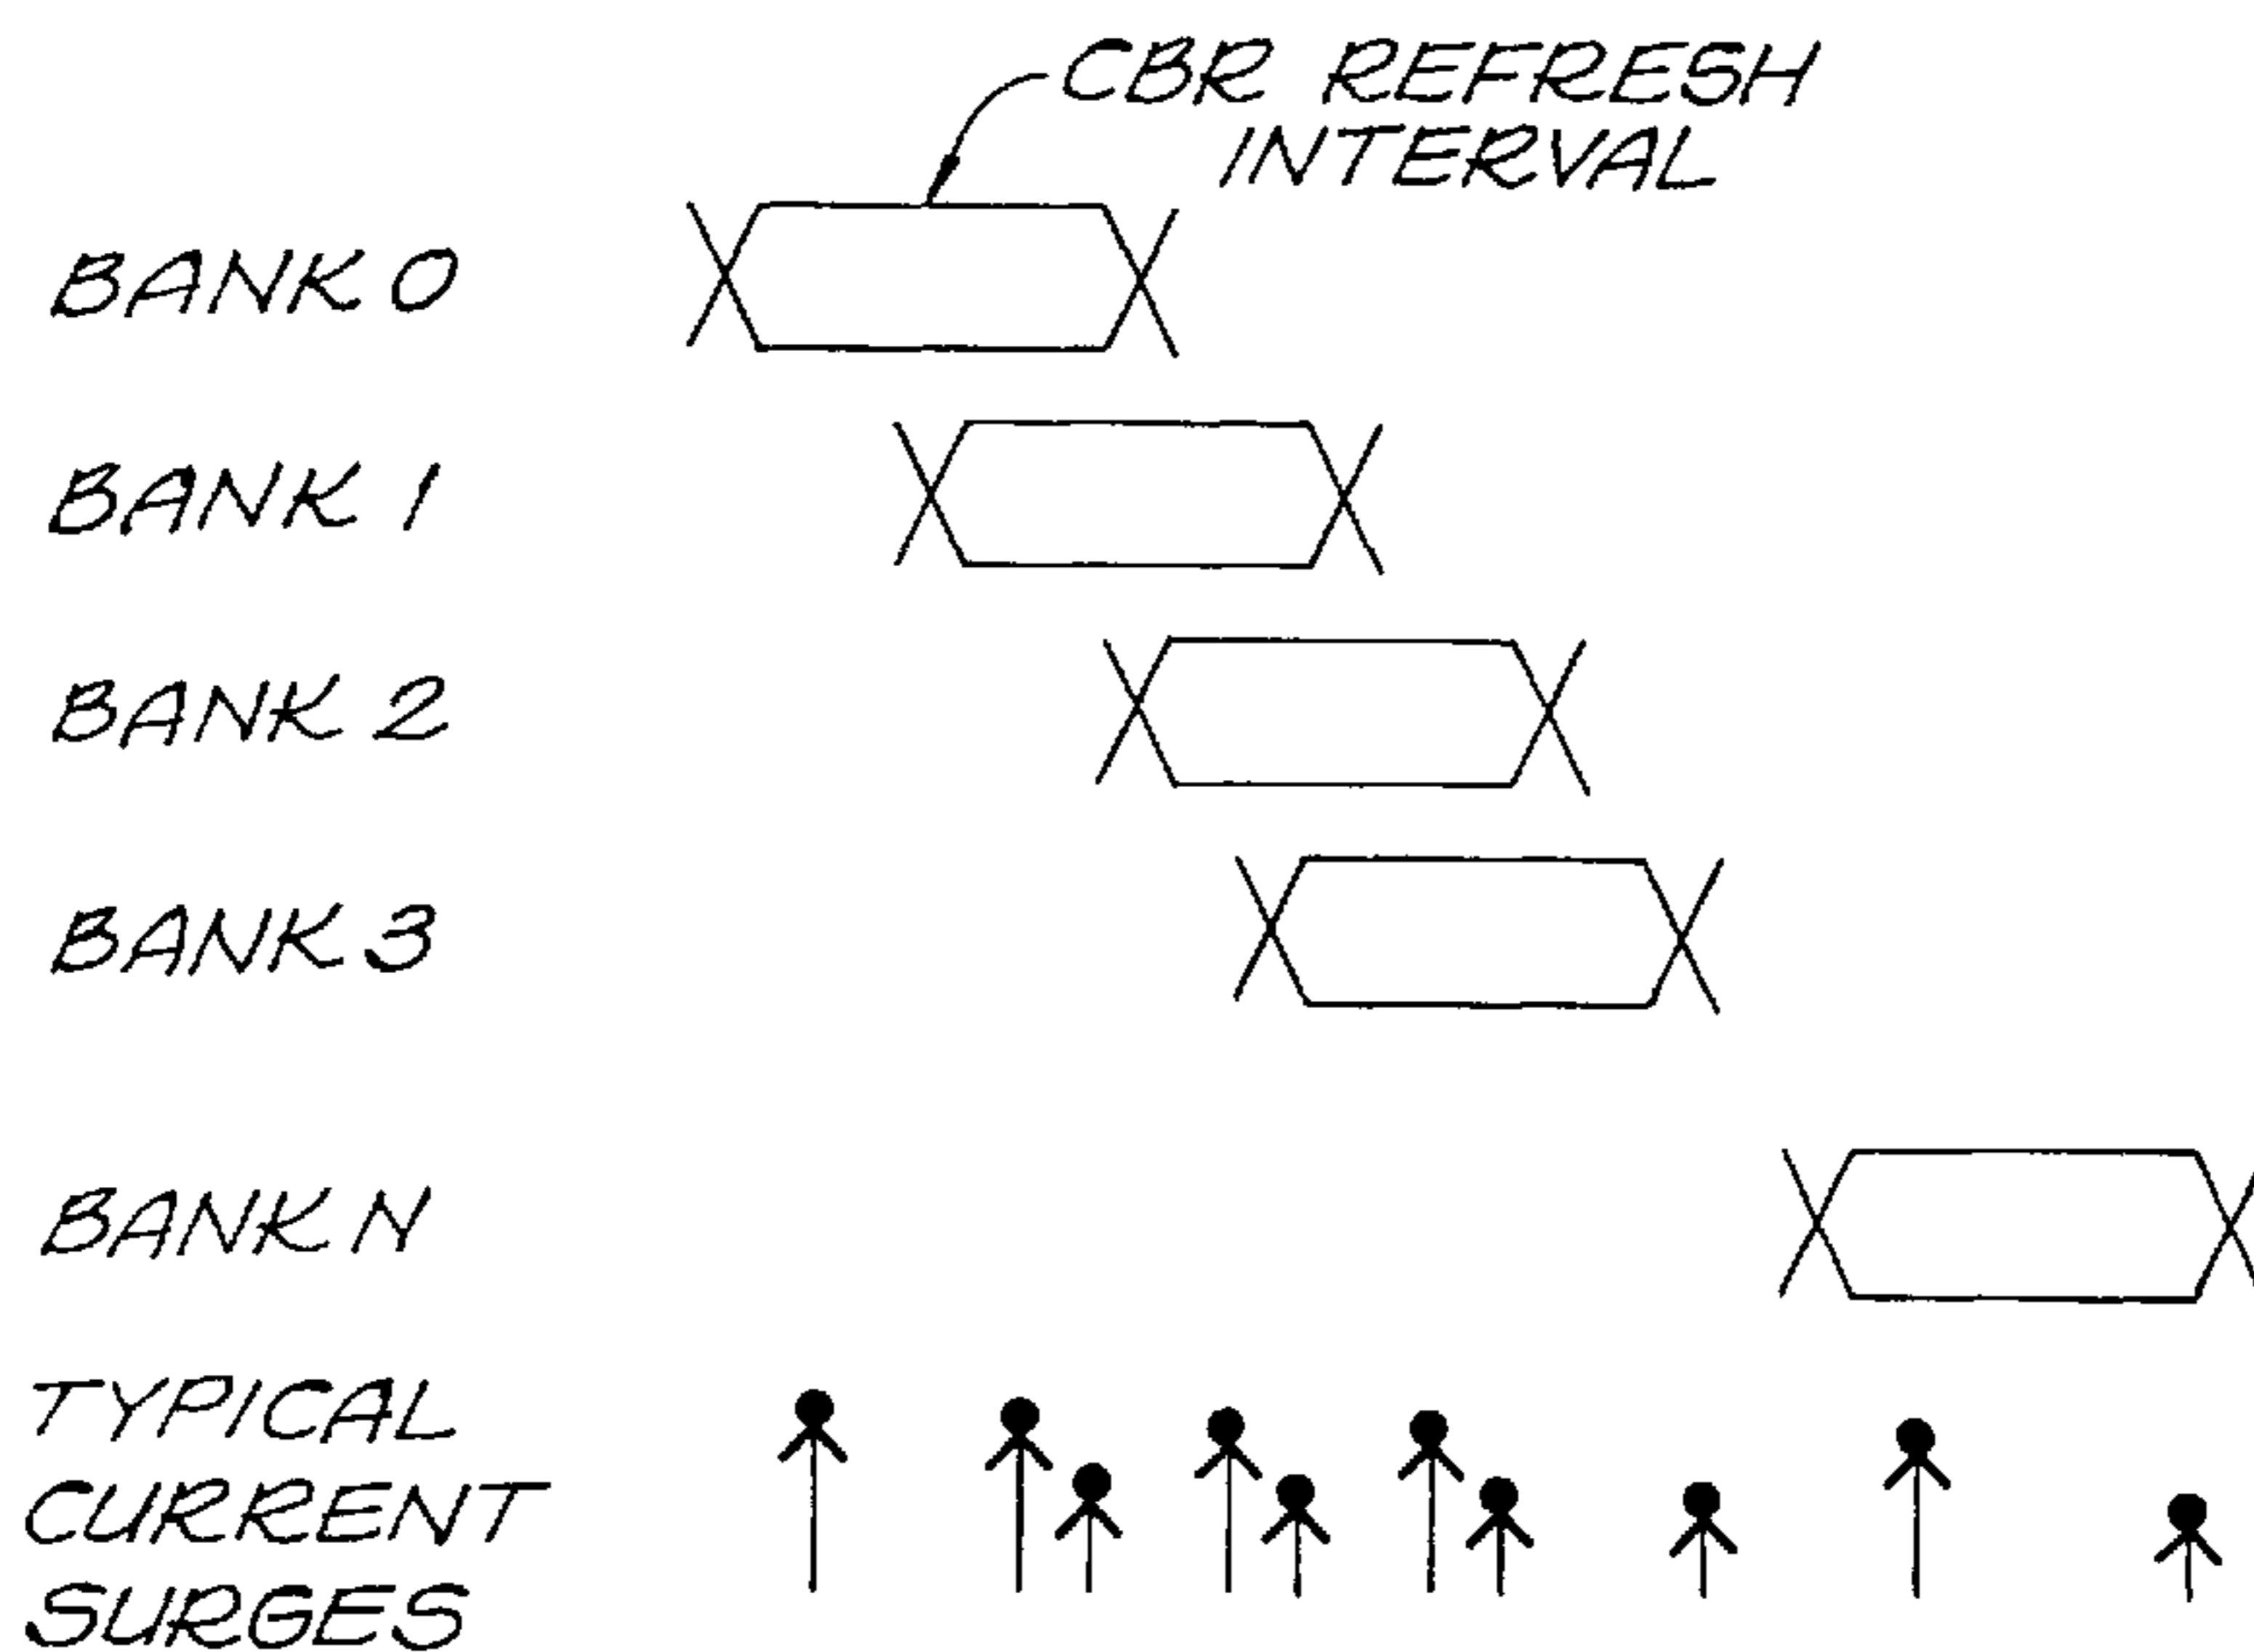 CBR REFRESH
INTERVAL
BANK 0
BANK 1
BANK 2
BANK 3
BANK N
TYPICAL
CURRENT
SURGES